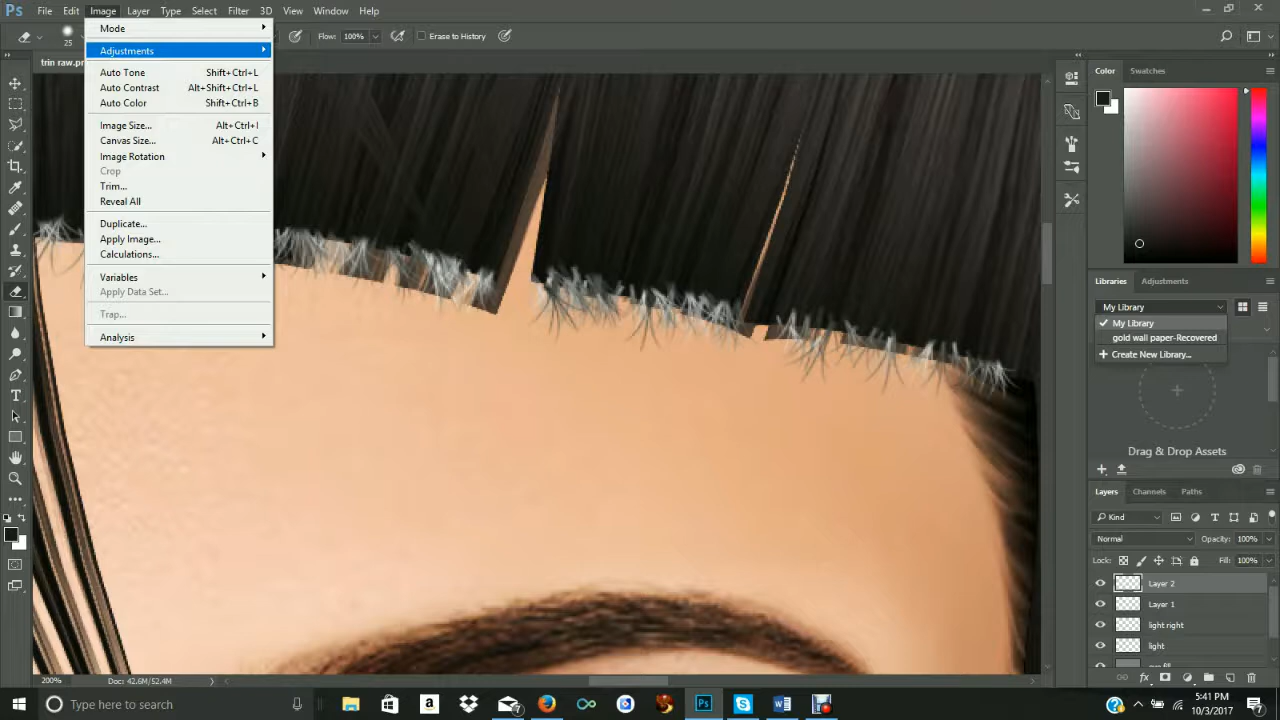 Ps File Edit Image Layer Type Select Filter 3D View Window Help
25 Flow: 100% Erase to History
trin raw.
Mode
Adjustments
Auto Tone Shift+Ctrl+L
Auto Contrast Alt+Shift+Ctrl+L
Auto Color Shift+Ctrl+B
Image Size... Alt+Ctrl+I
Canvas Size... Alt+Ctrl+C
Image Rotation
Crop
Trim...
Reveal All
Duplicate...
Apply Image...
Calculations...
Variables
Apply Data Set...
Trap...
Analysis
Color Swatches
Libraries Adjustments
My Library
My Library
gold wall paper-Recovered
Create New Library...
Drag & Drop Assets
Layers Channels Paths
Kind
Normal Opacity: 100%
Lock: Fill: 100%
Layer 2
Layer 1
light right
light
200% Doc: 42.6M/52.4M
Type here to search
5:41 PM
10/3/2017